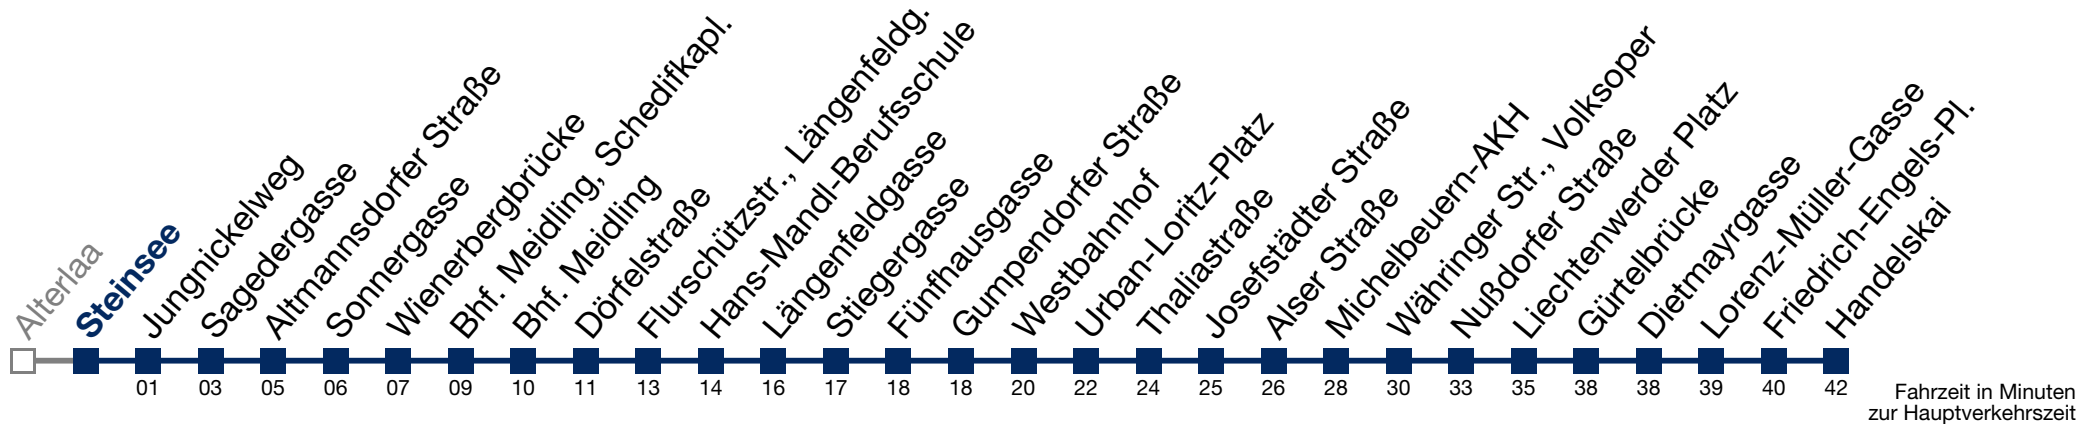 Alterlaa
Steinsee
Jungnickelweg
Sagedergasse
Altmannsdorfer Straße
Sonnergasse
Wienerbergbrücke
Bhf. Meidling, Schedifkapl.
Bhf. Meidling
Dörfelstraße
Flurschützstr., Längenfeldg.
Hans-Mandl-Berufsschule
Längenfeldgasse
Stiegergasse
Fünfhausgasse
Gumpendorfer Straße
Westbahnhof
Urban-Loritz-Platz
Thaliastraße
Josefstädter Straße
Alser Straße
Michelbeuern-AKH
Währinger Str., Volksoper
Nußdorfer Straße
Liechtenwerder Platz
Gürtelbrücke
Dietmayrgasse
Lorenz-Müller-Gasse
Friedrich-Engels-Pl.
Handelskai
01 03 05 06 07 09 10 11 13 14 16 17 18 18 20 22 24 25 26 28 30 33 35 38 38 39 40 42
Fahrzeit in Minuten
zur Hauptverkehrszeit